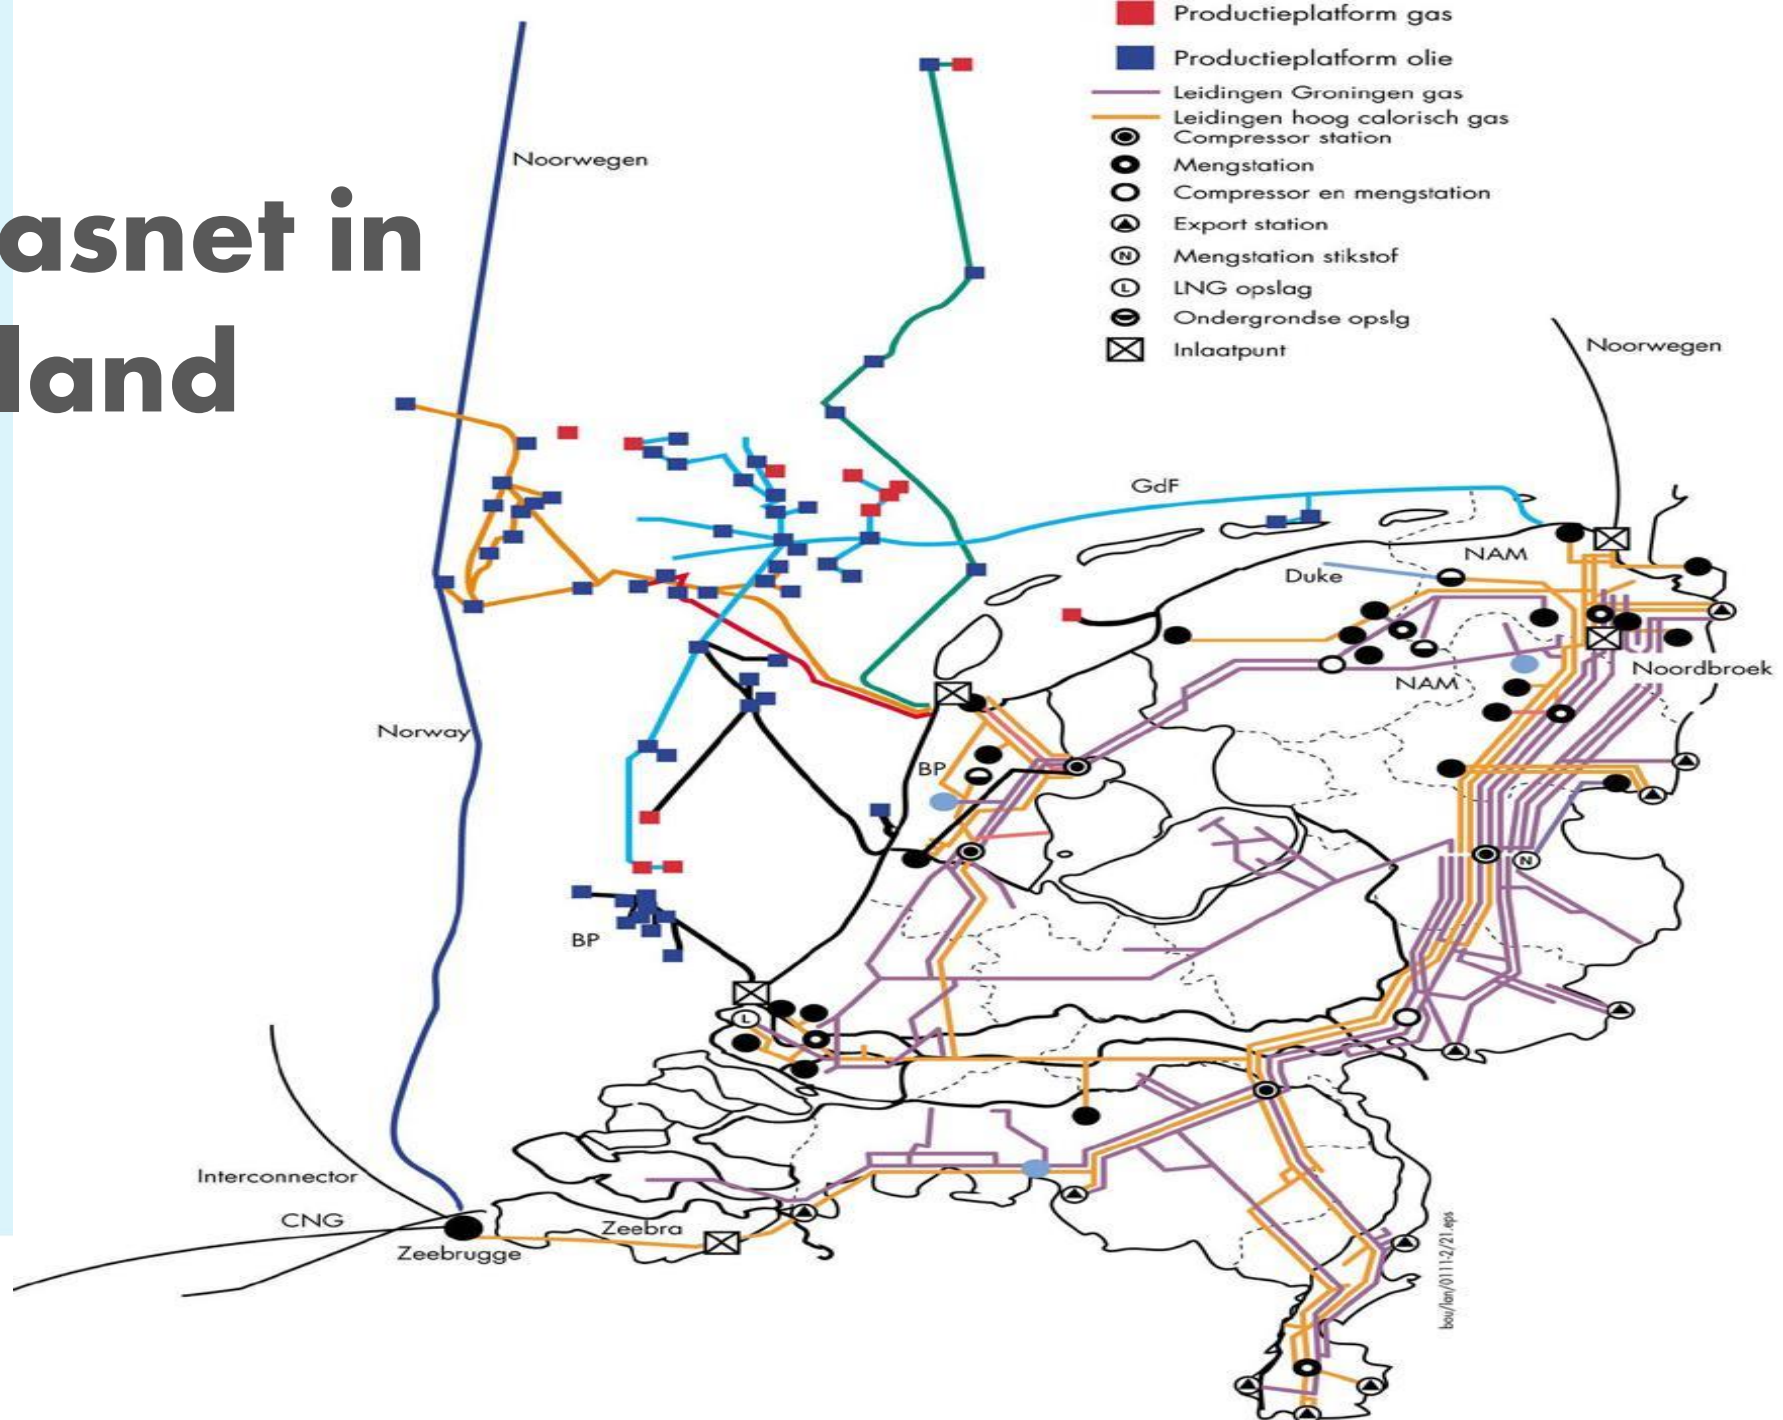 asnet in
land
Productieplatform gas
Productieplatform olie
Leidingen Groningen gas
Leidingen hoog calorisch gas
Compressor station
Mengstation
Compressor en mengstation
Export station
N Mengstation stikstof
L LNG opslag
Ondergrondse opslg
Inlaatpunt
Noorwegen
Noorwegen
GdF
NAM
Duke
Noordbroek
NAM
Norway
BP
N
BP
L
Interconnector
CNG
Zeebra
Zeebrugge
bou/lan/0111-2/21.eps